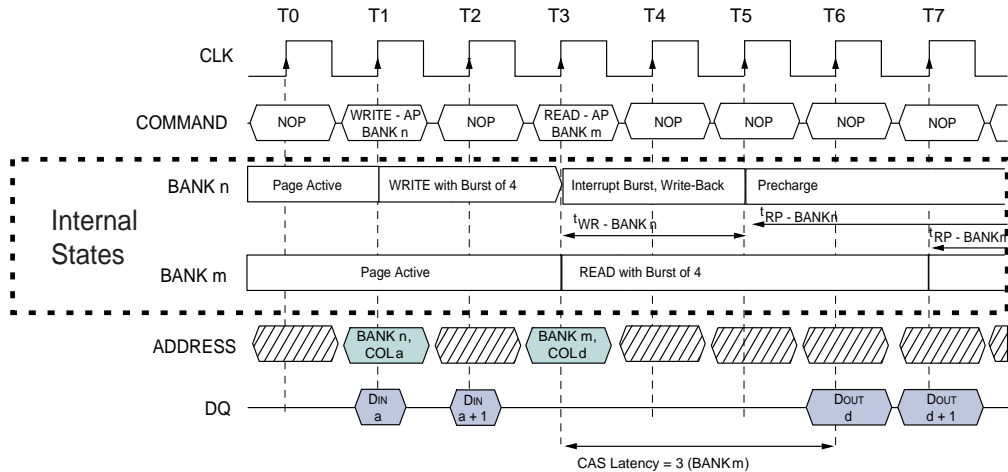 T0 T1 T2 T3 T4 T5 T6 T7
CLK
COMMAND NOP WRITE - AP BANK n NOP READ - AP BANK m NOP NOP NOP NOP
Internal States
BANK n Page Active WRITE with Burst of 4 Interrupt Burst, Write-Back Precharge
tWR - BANK n tRP - BANK n
tRP - BANK
BANK m Page Active READ with Burst of 4
ADDRESS BANK n, COL a BANK m, COL d
DQ DIN a DIN a + 1 DOUT d DOUT d + 1
CAS Latency = 3 (BANK m)